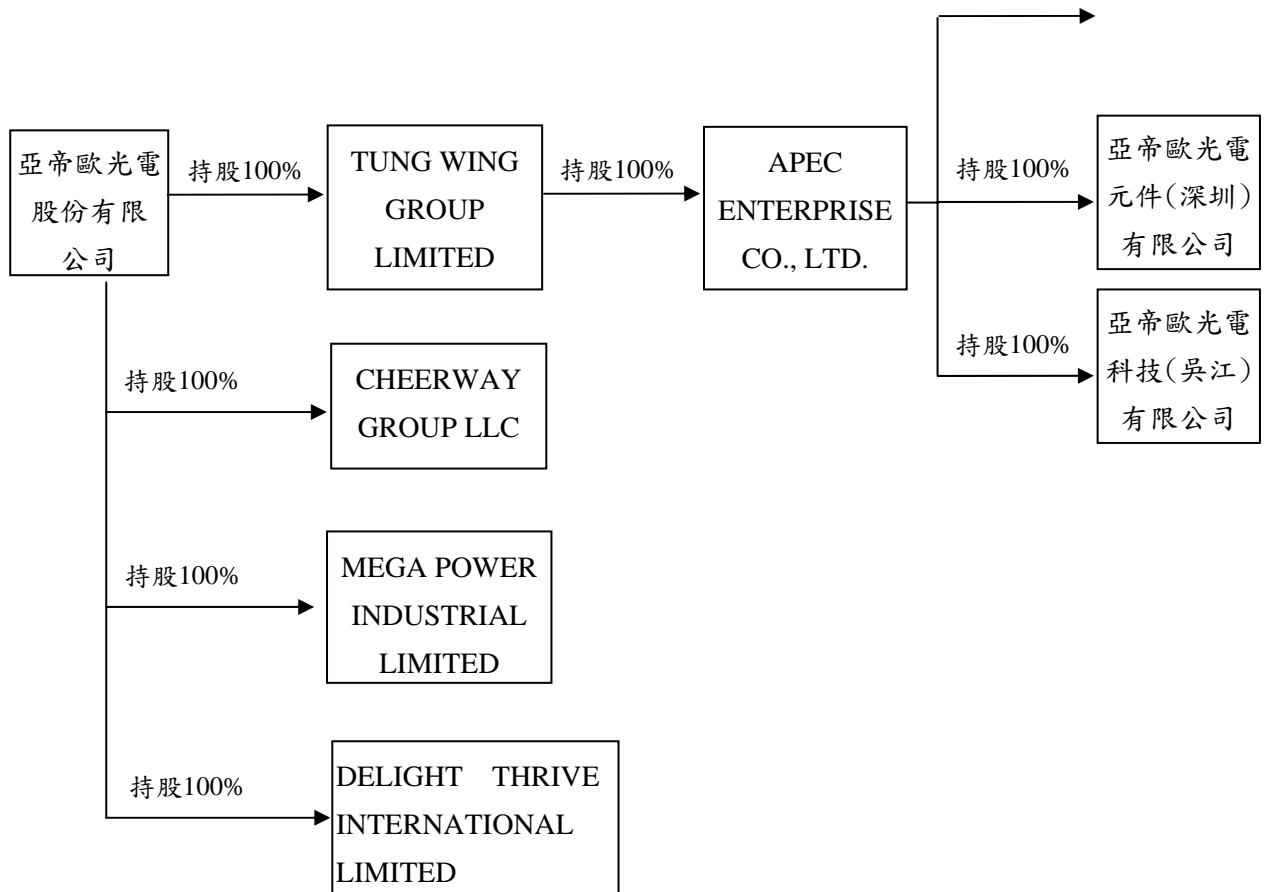 亞帝歐光電
股份有限
公司
持股100%
TUNG WING
GROUP
LIMITED
持股100%
APEC
ENTERPRISE
CO., LTD.
持股100%
亞帝歐光電
元件(深圳)
有限公司
持股100%
亞帝歐光電
科技(吳江)
有限公司
持股100%
CHEERWAY
GROUP LLC
持股100%
MEGA POWER
INDUSTRIAL
LIMITED
持股100%
DELIGHT THRIVE
INTERNATIONAL
LIMITED